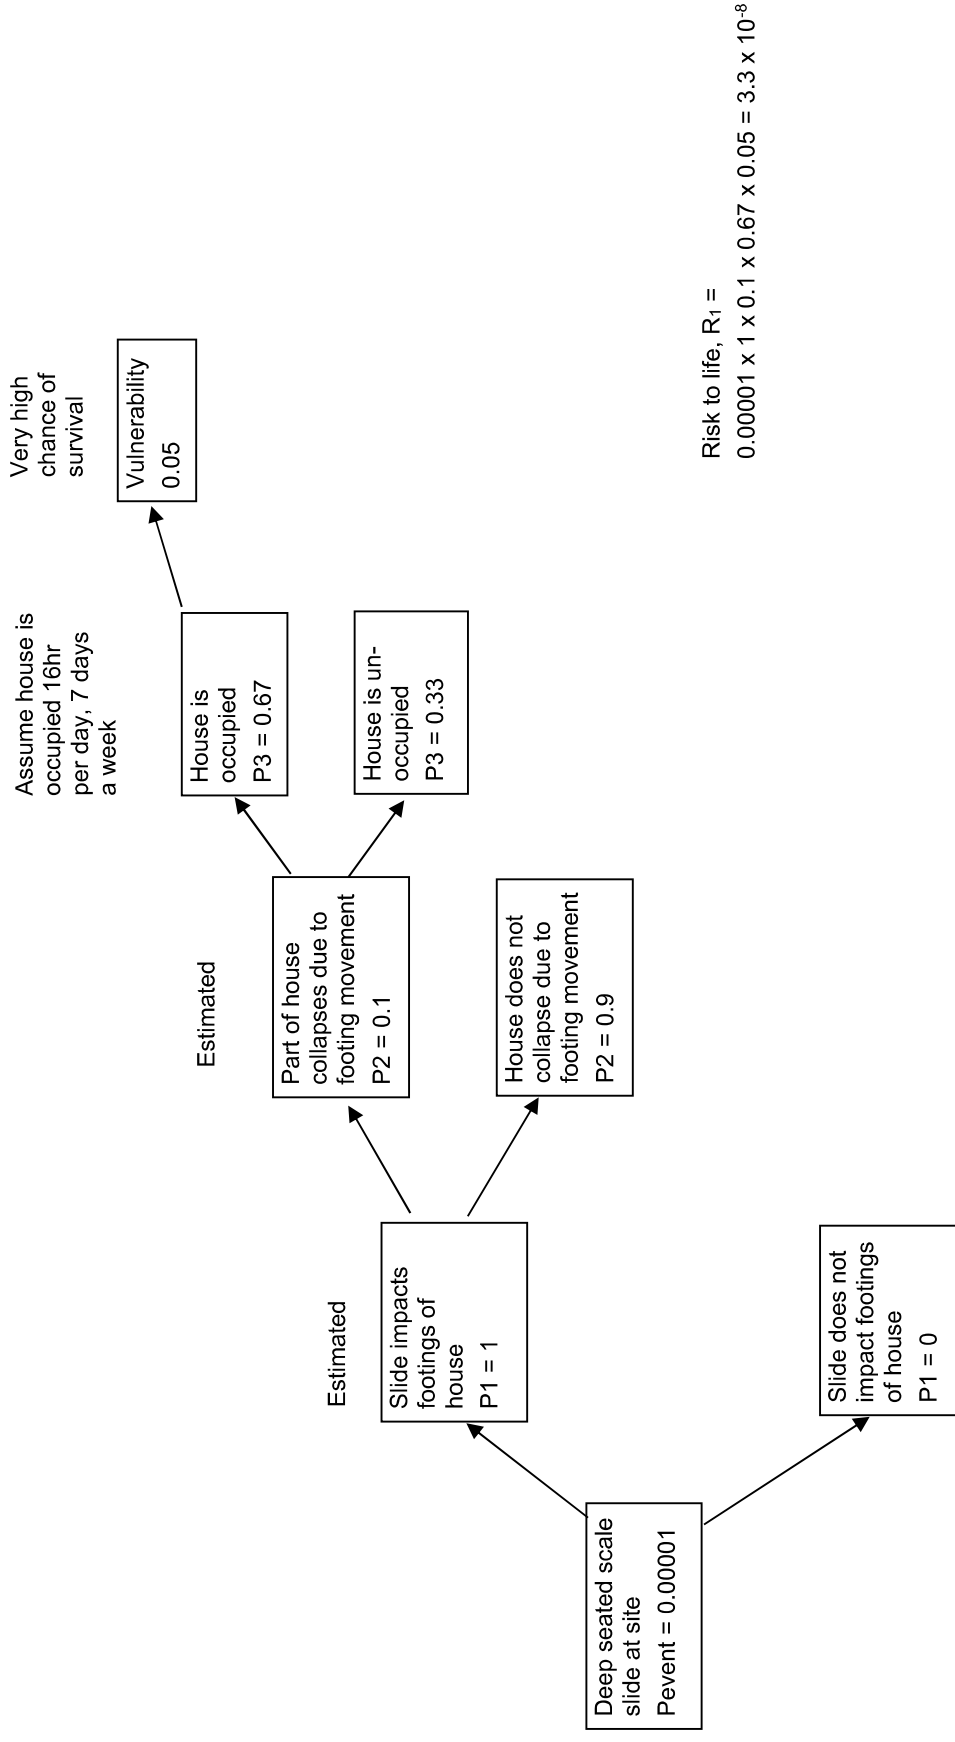 Deep seated scale
slide at site
Pevent = 0.00001
Estimated
Slide impacts
footings of
house
P1 = 1
Slide does not
impact footings
of house
P1 = 0
Estimated
Part of house
collapses due to
footing movement
P2 = 0.1
House does not
collapse due to
footing movement
P2 = 0.9
Assume house is
occupied 16hr
per day, 7 days
a week
House is
occupied
P3 = 0.67
House is un-
occupied
P3 = 0.33
Very high
chance of
survival
Vulnerability
0.05
Risk to life, R₁ =
0.00001 x 1 x 0.1 x 0.67 x 0.05 = 3.3 x 10⁻⁸